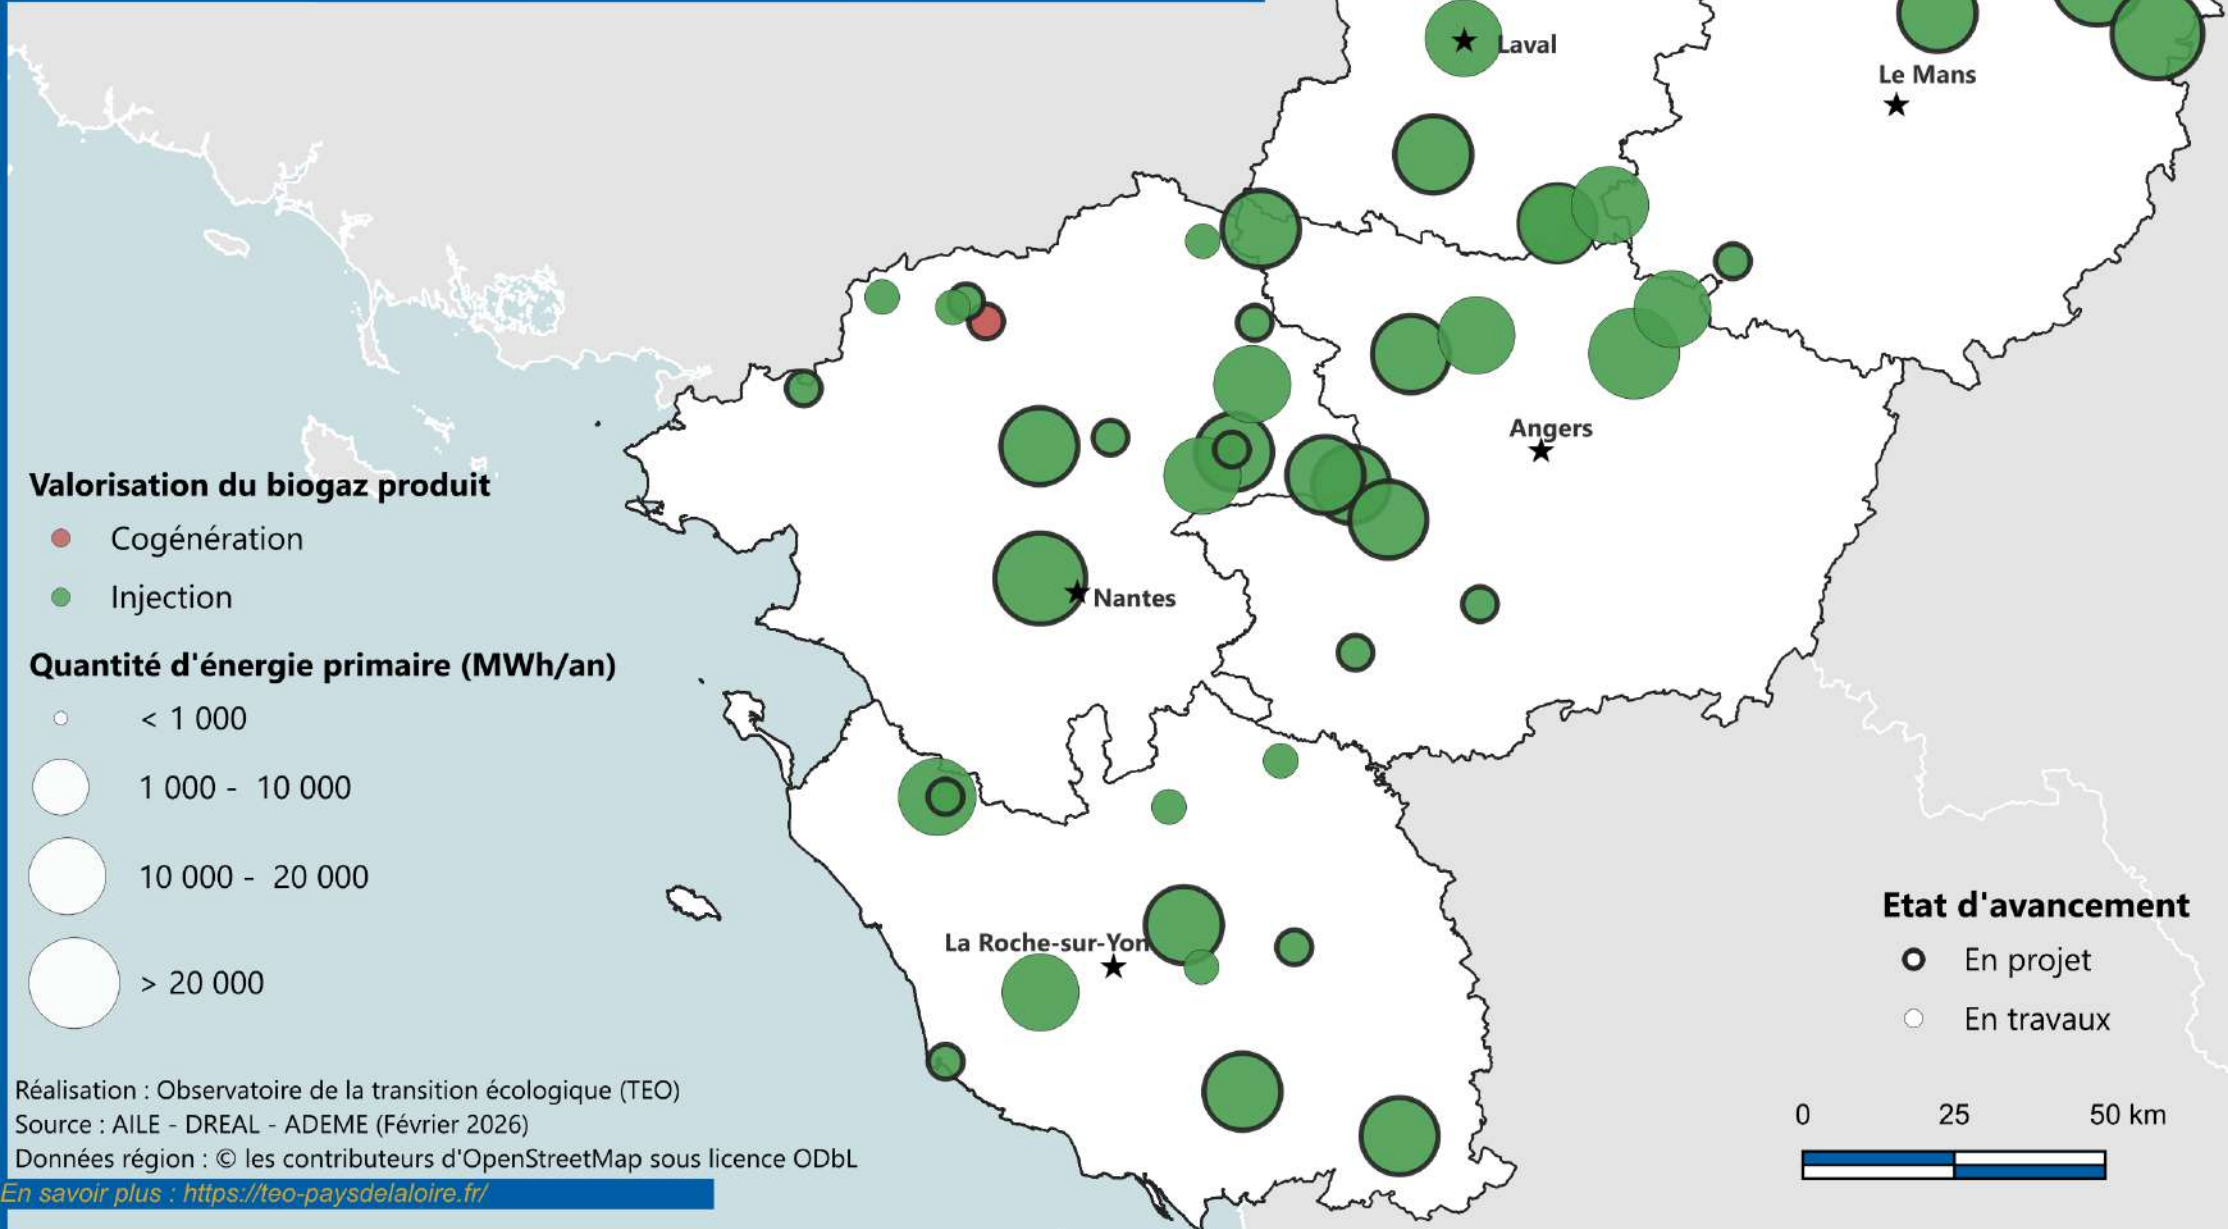 Laval
Le Mans
Angers
Nantes
La Roche-sur-Yon
Valorisation du biogaz produit
Cogénération
Injection
Quantité d'énergie primaire (MWh/an)
< 1 000
1 000 - 10 000
10 000 - 20 000
> 20 000
Etat d'avancement
En projet
En travaux
0 25 50 km
Réalisation : Observatoire de la transition écologique (TEO)
Source : AILE - DREAL - ADEME (Février 2026)
Données région : © les contributeurs d'OpenStreetMap sous licence ODbL
En savoir plus : https://teo-paysdelaloire.fr/